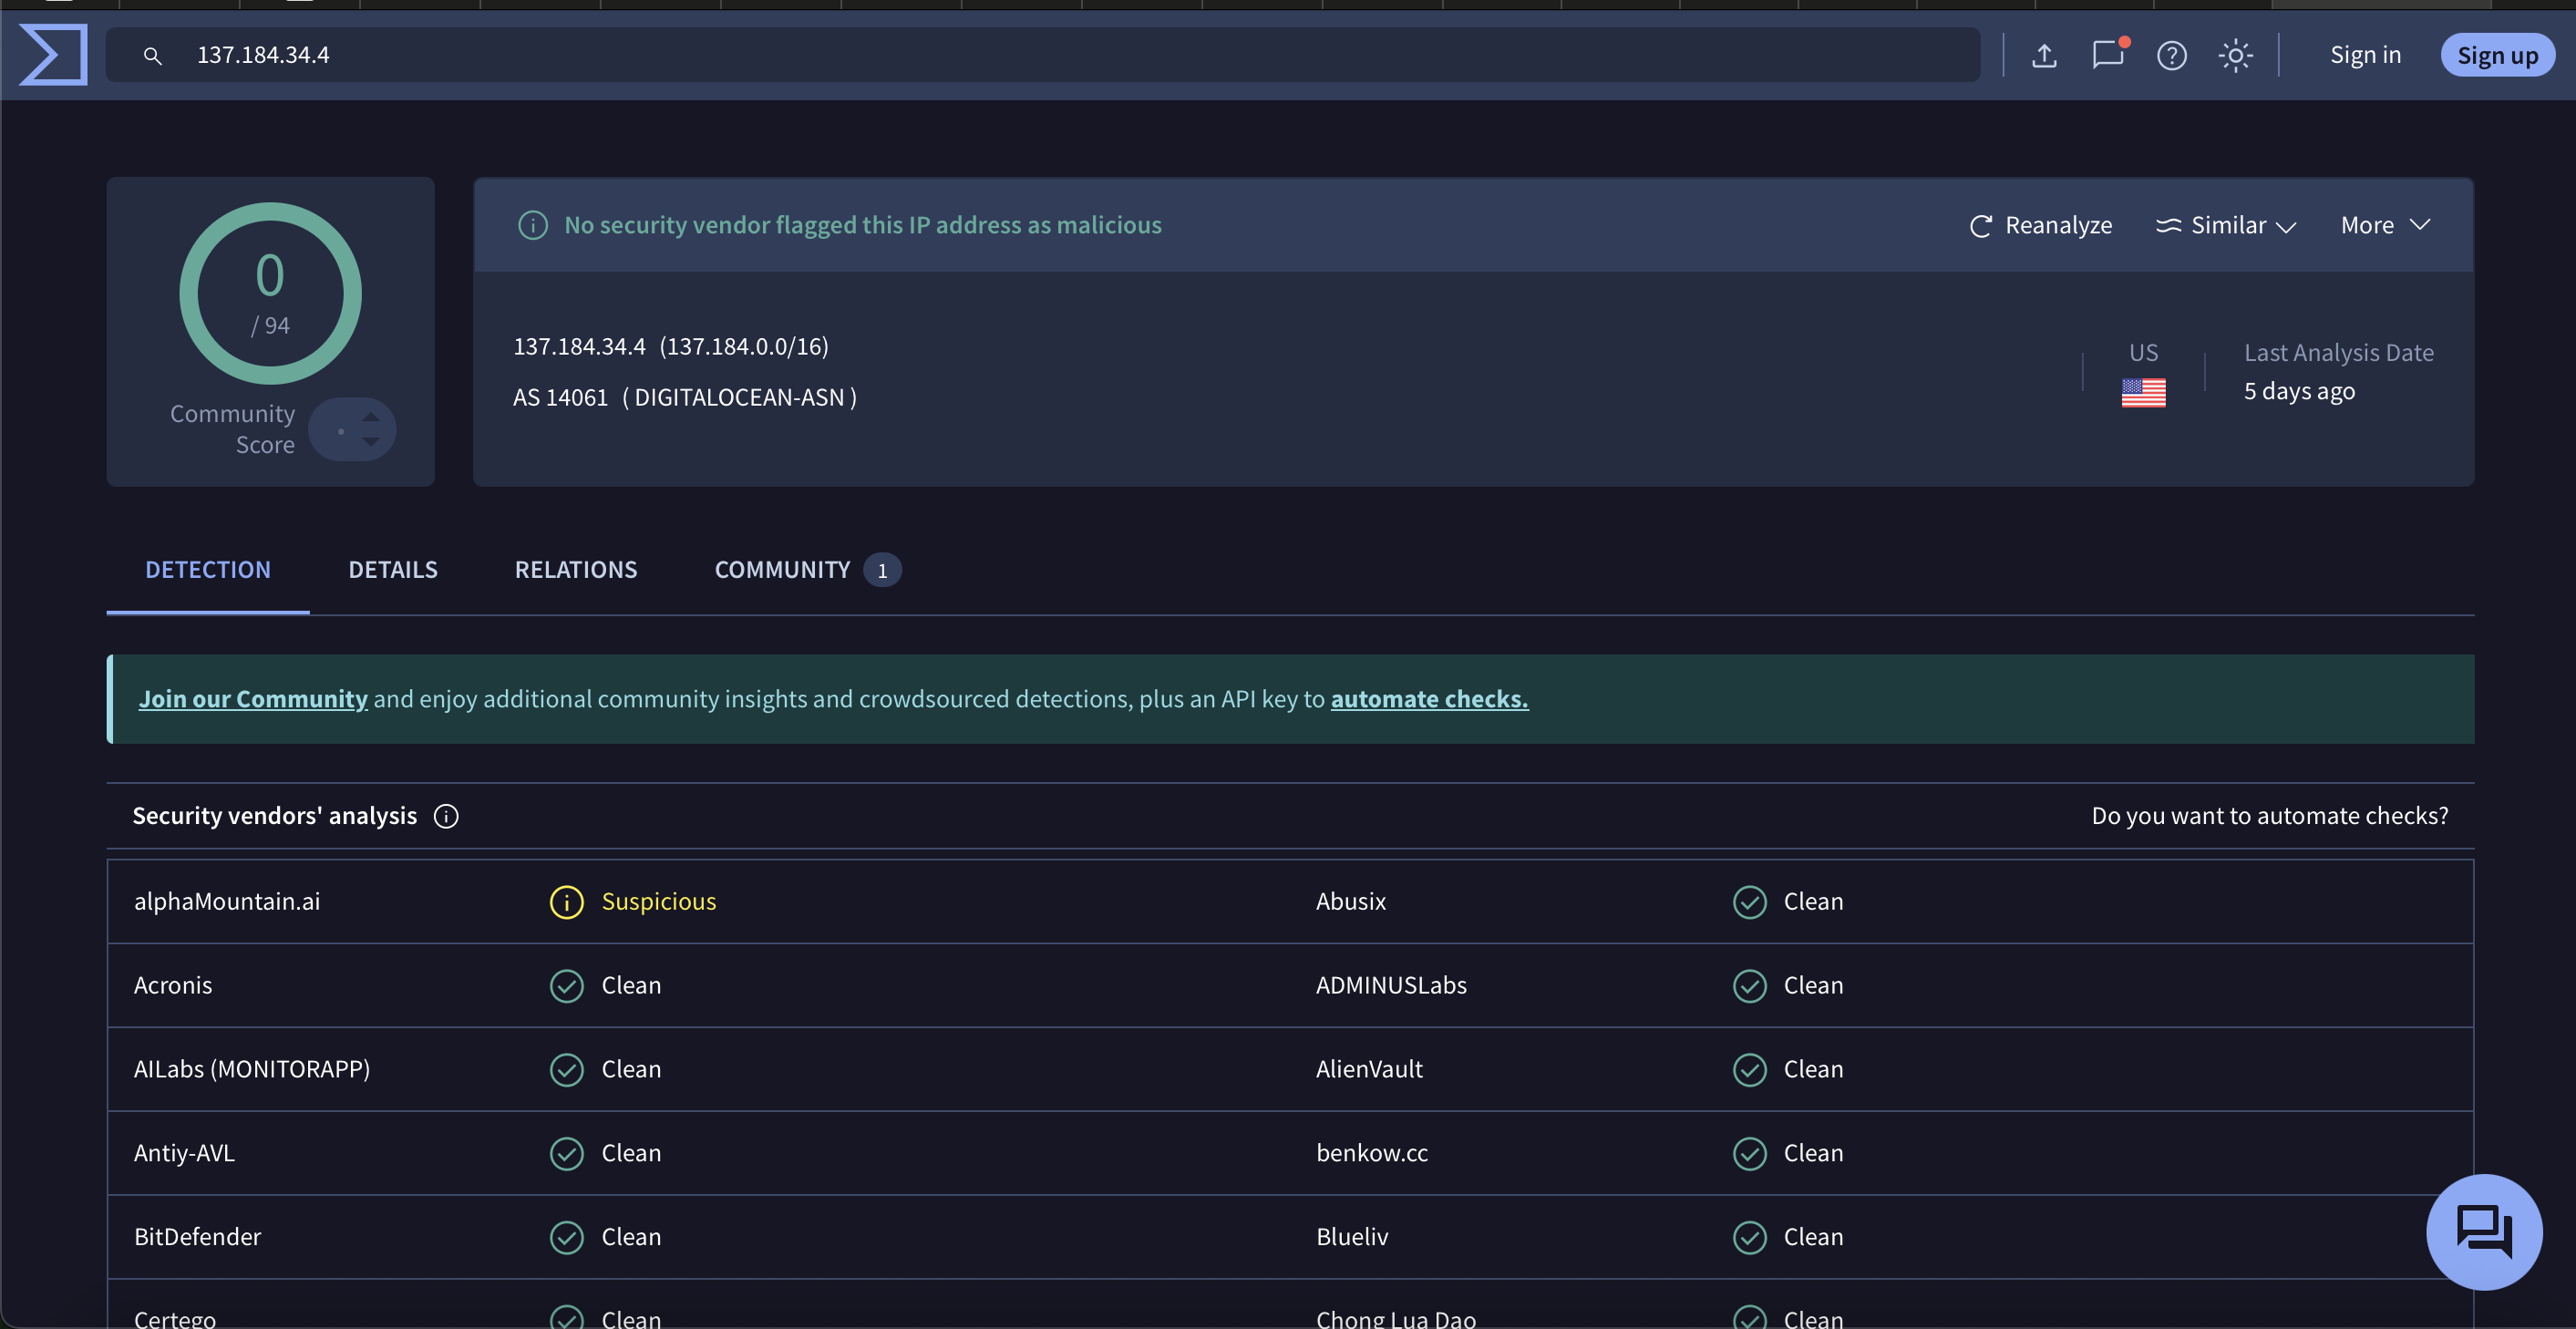 137.184.34.4
Sign in
Sign up
0
/ 94
Community
Score
No security vendor flagged this IP address as malicious
Reanalyze
Similar
More
137.184.34.4 (137.184.0.0/16)
AS 14061 ( DIGITALOCEAN-ASN )
US
Last Analysis Date
5 days ago
DETECTION
DETAILS
RELATIONS
COMMUNITY 1
Join our Community and enjoy additional community insights and crowdsourced detections, plus an API key to automate checks.
Security vendors' analysis
Do you want to automate checks?
alphaMountain.ai Suspicious Abusix Clean
Acronis Clean ADMINUSLabs Clean
AILabs (MONITORAPP) Clean AlienVault Clean
Antiy-AVL Clean benkow.cc Clean
BitDefender Clean Blueliv Clean
Certego Clean Chong Lua Dao Clean